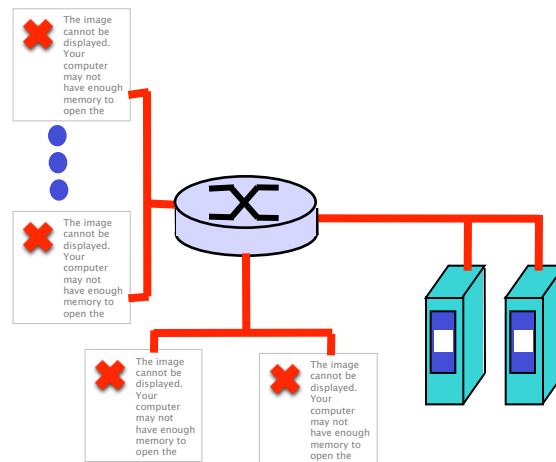 The image
cannot be
displayed.
Your
computer
may not
have enough
memory to
open the
The image
cannot be
displayed.
Your
computer
may not
have enough
memory to
open the
The image
cannot be
displayed.
Your
computer
may not
have enough
memory to
open the
The image
cannot be
displayed.
Your
computer
may not
have enough
memory to
open the